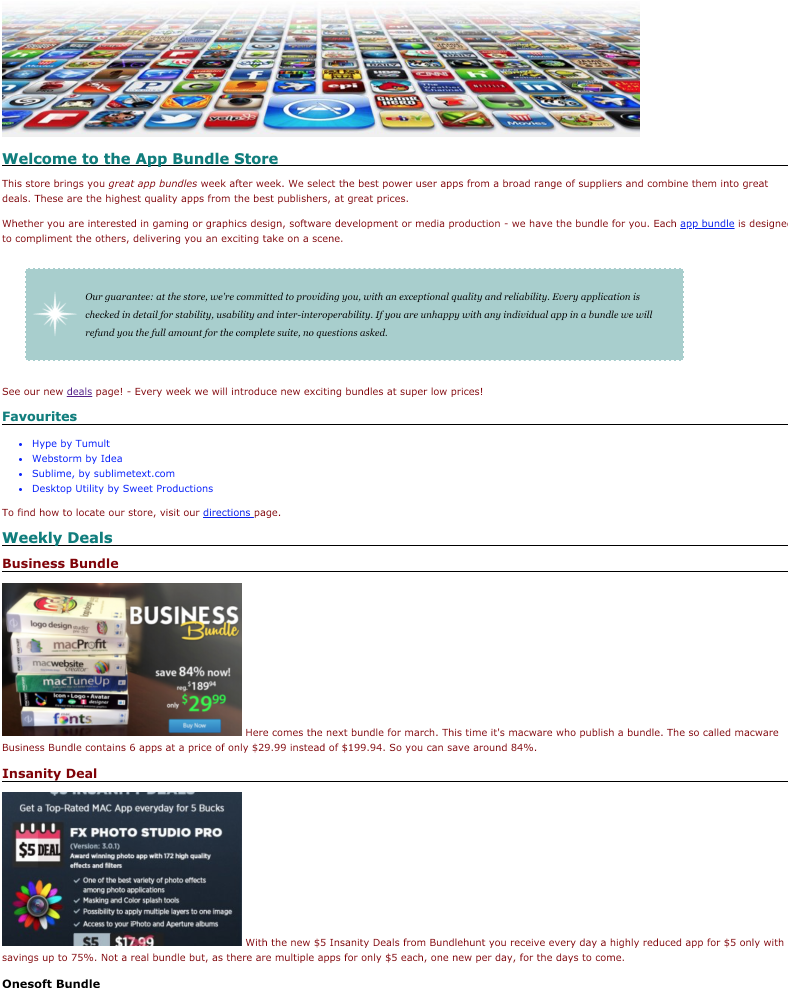 epi
CNN
The
Weather
Channel
GUITAR
HERO
yelp
ebY
Movies
in
Welcome to the App Bundle Store
This store brings you great app bundles week after week. We select the best power user apps from a broad range of suppliers and combine them into great
deals. These are the highest quality apps from the best publishers, at great prices.
Whether you are interested in gaming or graphics design, software development or media production - we have the bundle for you. Each app bundle is designe
to compliment the others, delivering you an exciting take on a scene.
Our guarantee: at the store, we're committed to providing you, with an exceptional quality and reliability. Every application is
checked in detail for stability, usability and inter-interoperability. If you are unhappy with any individual app in a bundle we will
refund you the full amount for the complete suite, no questions asked.
See our new deals page! - Every week we will introduce new exciting bundles at super low prices!
Favourites
Hype by Tumult
Webstorm by Idea
Sublime, by sublimetext.com
Desktop Utility by Sweet Productions
To find how to locate our store, visit our directions page.
Weekly Deals
Business Bundle
logo design studio
macProfit
macwebsite
creator
macTuneUp
Icon • Logo • Avatar
designer
fonts
BUSINESS
Bundle
save 84% now!
reg. $189⁹⁴
only $29⁹⁹
Buy Now
Here comes the next bundle for march. This time it's macware who publish a bundle. The so called macware
Business Bundle contains 6 apps at a price of only $29.99 instead of $199.94. So you can save around 84%.
Insanity Deal
$5 INSANITY DEALS
Get a Top-Rated MAC App everyday for 5 Bucks
$5 DEAL
FX PHOTO STUDIO PRO
(Version: 3.0.1)
Award winning photo app with 172 high quality
effects and filters
✓ One of the best variety of photo effects
among photo applications
✓ Masking and Color splash tools
✓ Possibility to apply multiple layers to one image
✓ Access to your iPhoto and Aperture albums
$5 $17.99
With the new $5 Insanity Deals from Bundlehunt you receive every day a highly reduced app for $5 only with
savings up to 75%. Not a real bundle but, as there are multiple apps for only $5 each, one new per day, for the days to come.
Onesoft Bundle